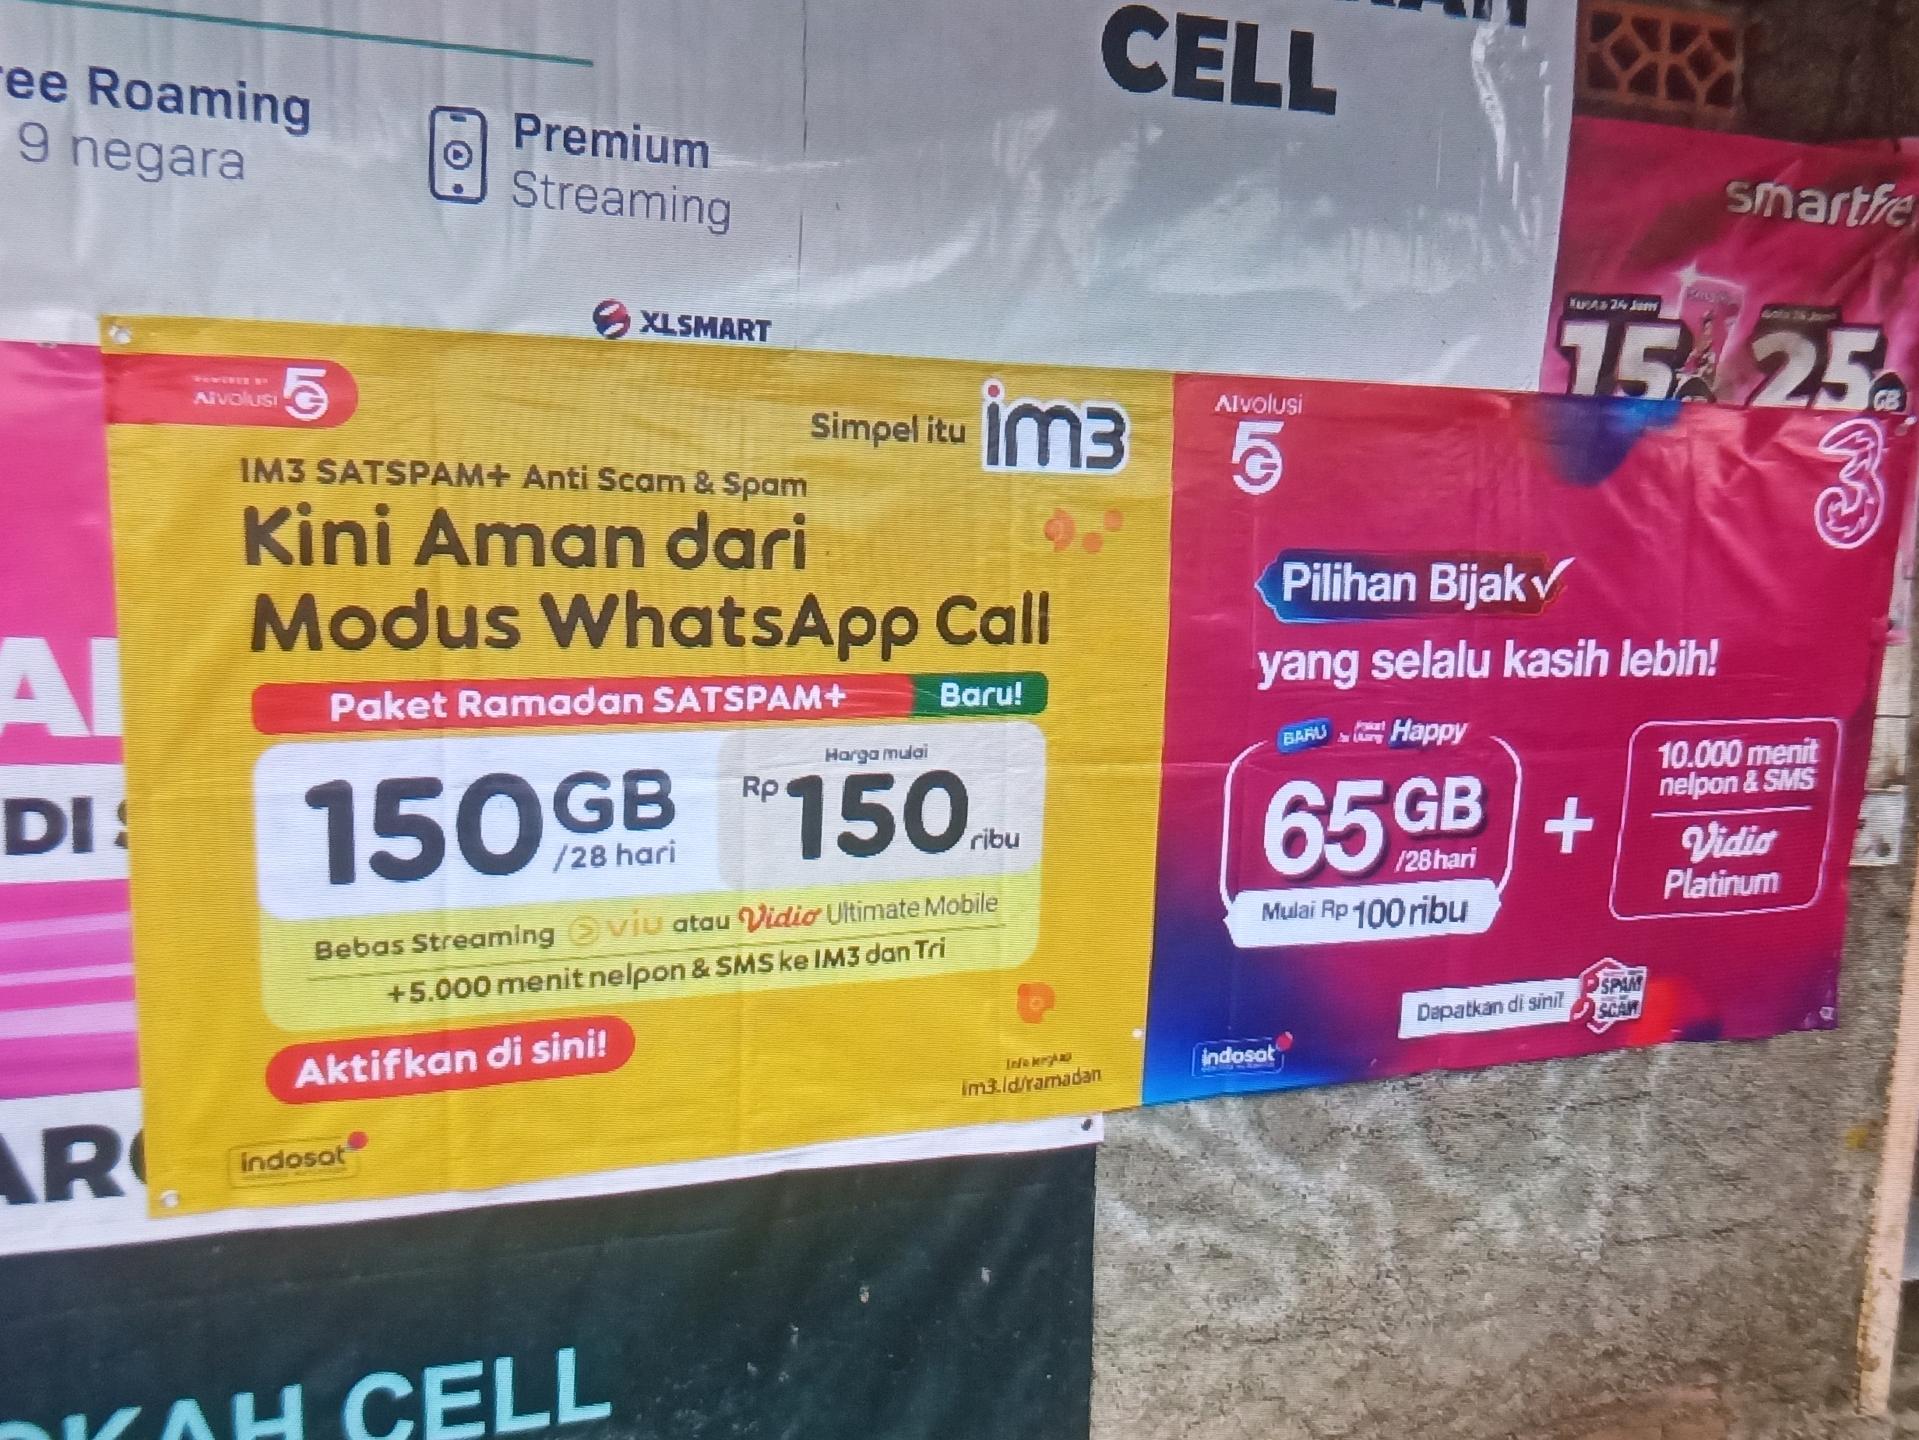 ee Roaming
9 negara
Premium
Streaming
CELL
XLSMART
smartfre
15
25 GB
AIvolusi 5G
Simpel itu im3
IM3 SATSPAM+ Anti Scam & Spam
Kini Aman dari
Modus WhatsApp Call
Paket Ramadan SATSPAM+ Baru!
150 GB /28 hari
Harga mulai
Rp 150 ribu
Bebas Streaming viu atau Vidio Ultimate Mobile
+5.000 menit nelpon & SMS ke IM3 dan Tri
Aktifkan di sini!
Info lengkap
im3.id/ramadan
indosat
AIvolusi
5G
3
Pilihan Bijak
yang selalu kasih lebih!
BARU Happy
65 GB /28 hari
Mulai Rp 100 ribu
+
10.000 menit
nelpon & SMS
Vidio
Platinum
Dapatkan di sini!
SPAM
SCAM
indosat
DI
AR
KAH CELL